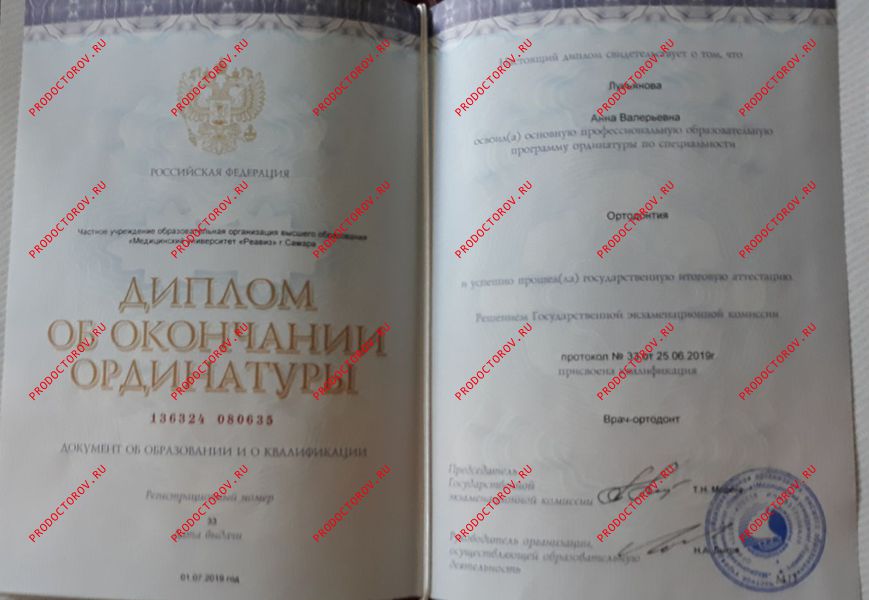 РОССИЙСКАЯ ФЕДЕРАЦИЯ
Частное учреждение образовательная организация высшего образования
«Медицинский университет «Реавиз» г.Самара
ДИПЛОМ
ОБ ОКОНЧАНИИ
ОРДИНАТУРЫ
136324 080635
ДОКУМЕНТ ОБ ОБРАЗОВАНИИ И О КВАЛИФИКАЦИИ
Регистрационный номер
33
Дата выдачи
01.07.2019 год
Настоящий диплом свидетельствует о том, что
Лукьянова
Анна Валерьевна
освоил(а) основную профессиональную образовательную
программу ординатуры по специальности
Ортодонтия
и успешно прошел(ла) государственную итоговую аттестацию
Решением Государственной экзаменационной комиссии
протокол № 33 от 25.06.2019г
присвоена квалификация
Врач-ортодонт
Председатель
Государственной
экзаменационной комиссии
Т.Н.
Руководитель организации,
осуществляющей образовательную
деятельность
Н.А.
PRODOCTOROV.RU